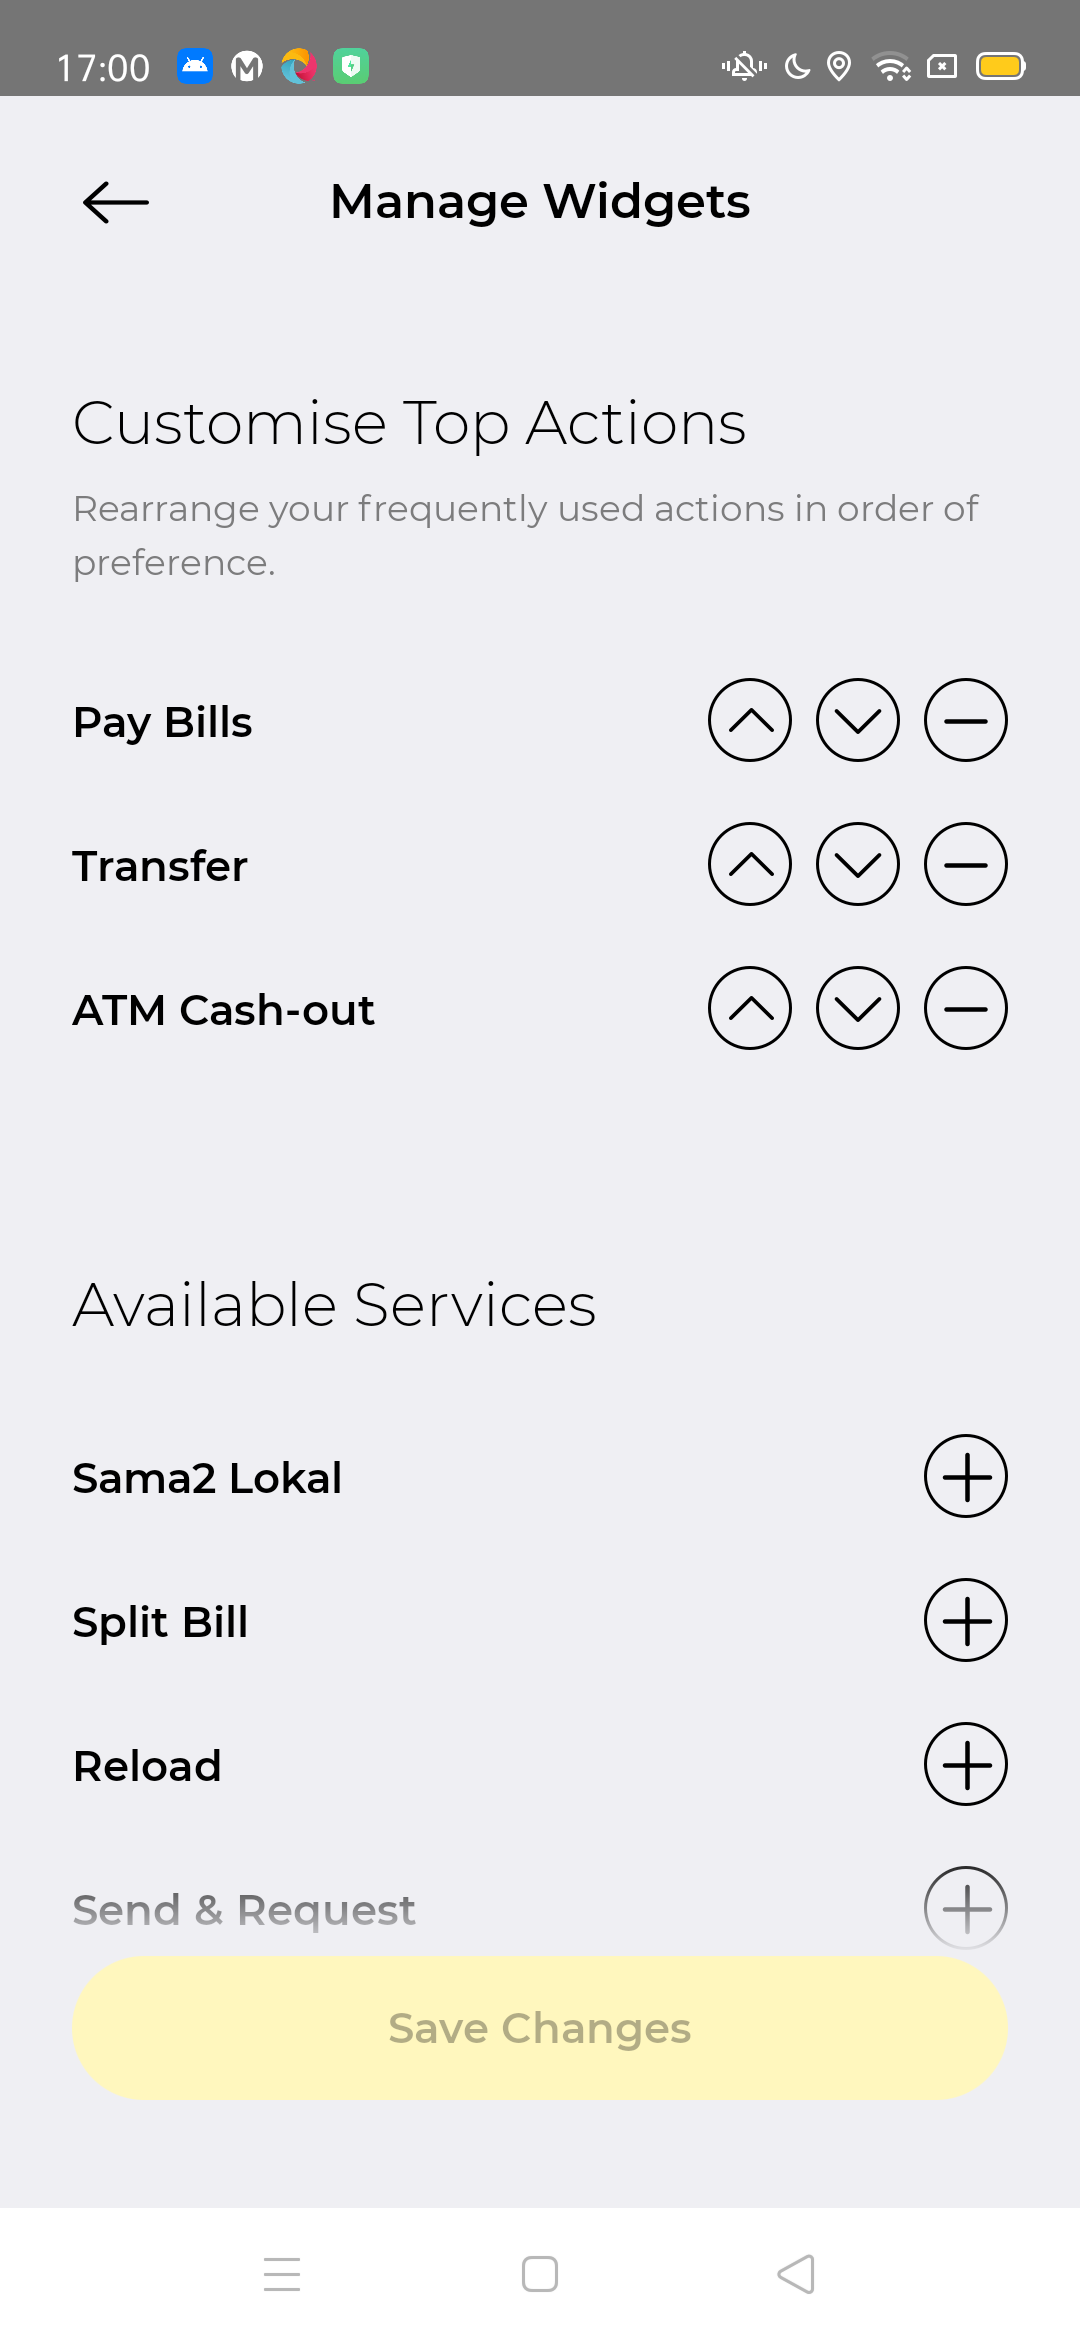 17:00
Manage Widgets
Customise Top Actions
Rearrange your frequently used actions in order of
preference.
Pay Bills
Transfer
ATM Cash-out
Available Services
Sama2 Lokal
Split Bill
Reload
Send & Request
Save Changes